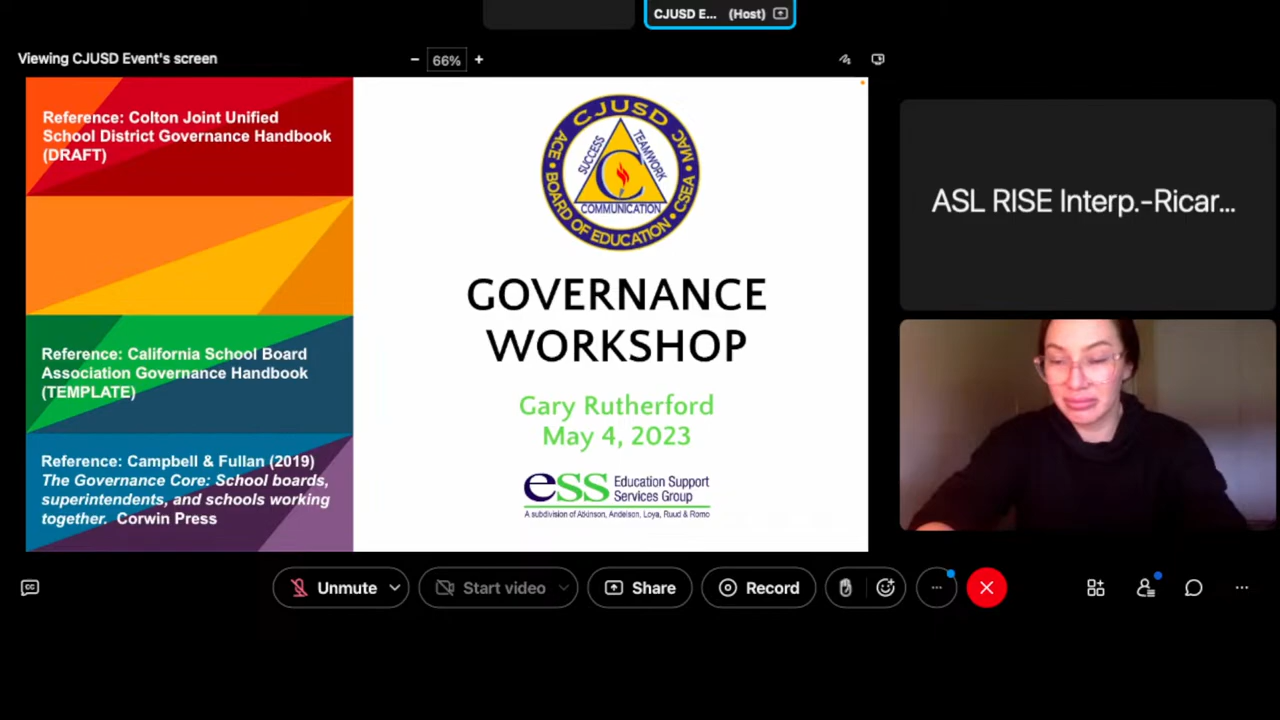 CJUSD E... (Host)
Viewing CJUSD Event's screen
66%
Reference: Colton Joint Unified
School District Governance Handbook
(DRAFT)
Reference: California School Board
Association Governance Handbook
(TEMPLATE)
Reference: Campbell & Fullan (2019)
The Governance Core: School boards,
superintendents, and schools working
together. Corwin Press
CJUSD
ACE • BOARD OF EDUCATION • CSEA • MAC
SUCCESS
TEAMWORK
C
COMMUNICATION
GOVERNANCE
WORKSHOP
Gary Rutherford
May 4, 2023
ess Education Support
Services Group
A subdivision of Atkinson, Andelson, Loya, Ruud & Romo
ASL RISE Interp.-Ricar...
CC
Unmute
Start video
Share
Record